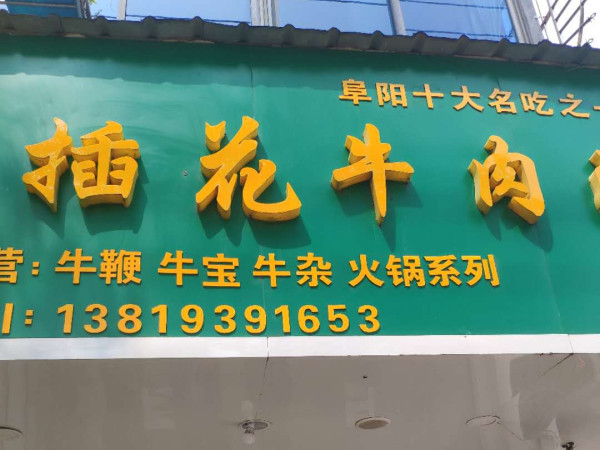 阜阳十大名吃之
插花牛肉
营:牛鞭 牛宝 牛杂 火锅系列
:13819391653